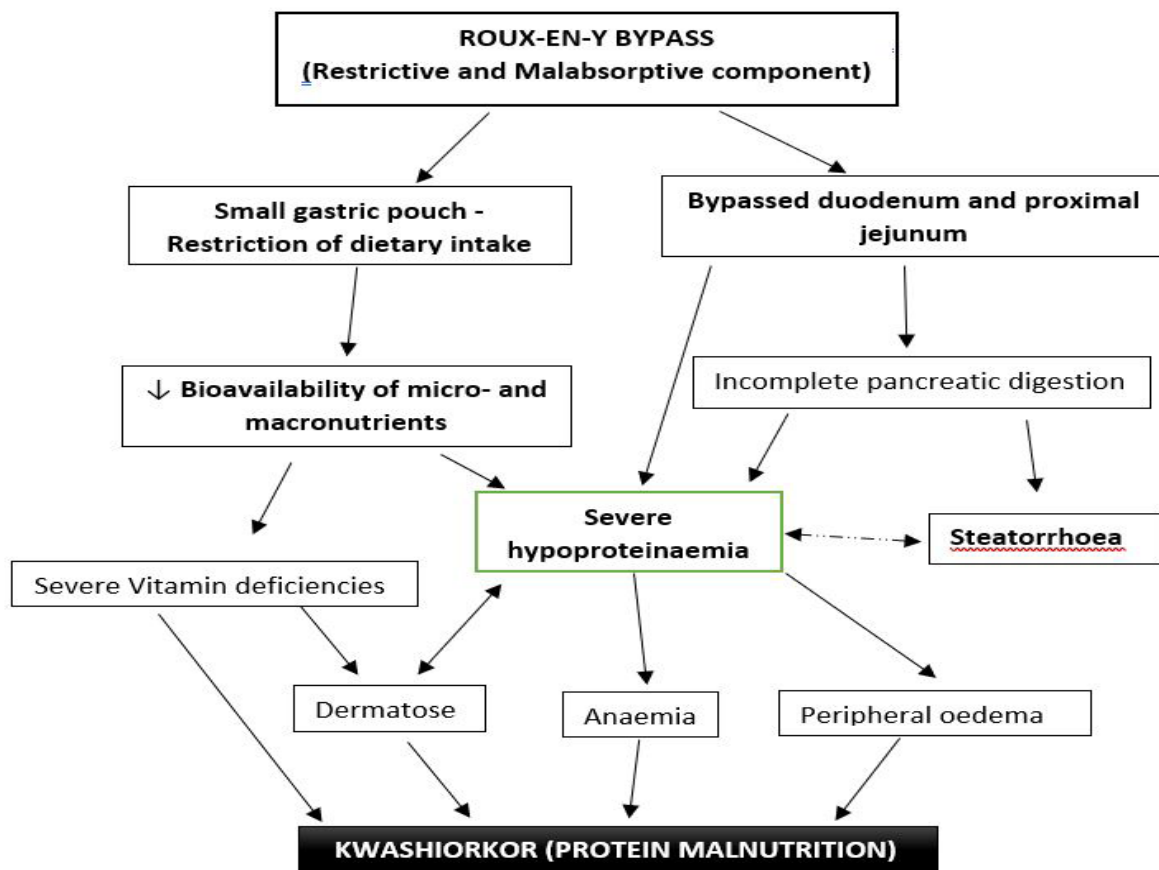 ROUX-EN-Y BYPASS
(Restrictive and Malabsorptive component)
Small gastric pouch -
Restriction of dietary intake
Bypassed duodenum and proximal
jejunum
↓ Bioavailability of micro- and
macronutrients
Incomplete pancreatic digestion
Severe
hypoproteinaemia
Steatorrhoea
Severe Vitamin deficiencies
Dermatose
Anaemia
Peripheral oedema
KWASHIORKOR (PROTEIN MALNUTRITION)